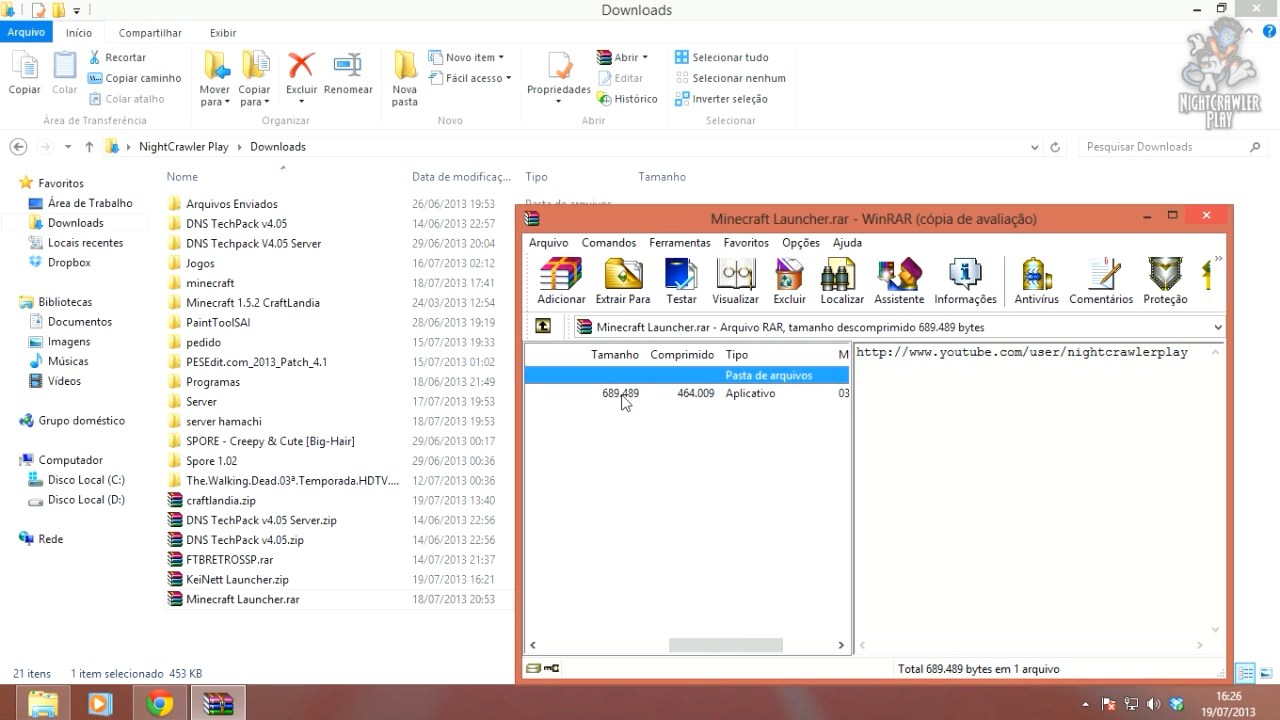 Downloads
Arquivo
Início
Compartilhar
Exibir
Copiar
Colar
Recortar
Copiar caminho
Colar atalho
Área de Transferência
Mover para
Copiar para
Excluir
Renomear
Organizar
Nova pasta
Novo item
Fácil acesso
Novo
Propriedades
Abrir
Editar
Histórico
Abrir
Selecionar tudo
Selecionar nenhum
Inverter seleção
Selecionar
NIGHTCRAWLER
PLAY
NightCrawler Play
Downloads
Pesquisar Downloads
Favoritos
Área de Trabalho
Downloads
Locais recentes
Dropbox
Bibliotecas
Documentos
Imagens
Músicas
Vídeos
Grupo doméstico
Computador
Disco Local (C:)
Disco Local (D:)
Rede
Nome Data de modificaç... Tipo Tamanho
Arquivos Enviados 26/06/2013 19:53 Pasta de arquivos
DNS TechPack v4.05 14/06/2013 22:57
DNS Techpack V4.05 Server 29/06/2013 20:04
Jogos 16/07/2013 02:12
minecraft 18/07/2013 17:41
Minecraft 1.5.2 CraftLandia 24/03/2013 12:54
PaintToolSAI 28/06/2013 19:19
pedido 15/07/2013 19:33
PESEdit.com_2013_Patch_4.1 15/07/2013 01:02
Programas 18/06/2013 21:49
Server 17/07/2013 19:53
server hamachi 18/07/2013 19:53
SPORE - Creepy & Cute [Big-Hair] 29/06/2013 00:17
Spore 1.02 29/06/2013 00:36
The.Walking.Dead.03ª.Temporada.HDTV.... 12/07/2013 00:36
craftlandia.zip 19/07/2013 13:40
DNS TechPack v4.05 Server.zip 14/06/2013 22:56
DNS TechPack v4.05.zip 14/06/2013 22:56
FTBRETROSSP.rar 14/07/2013 21:37
KeiNett Launcher.zip 19/07/2013 16:21
Minecraft Launcher.rar 18/07/2013 20:53
21 itens 1 item selecionado 453 KB
Minecraft Launcher.rar - WinRAR (cópia de avaliação)
Arquivo Comandos Ferramentas Favoritos Opções Ajuda
Adicionar Extrair Para Testar Visualizar Excluir Localizar Assistente Informações Antivírus Comentários Proteção
Minecraft Launcher.rar - Arquivo RAR, tamanho descomprimido 689.489 bytes
Tamanho Comprimido Tipo M
Pasta de arquivos
689.489 464.009 Aplicativo 03
http://www.youtube.com/user/nightcrawlerplay
Total 689.489 bytes em 1 arquivo
16:26
19/07/2013